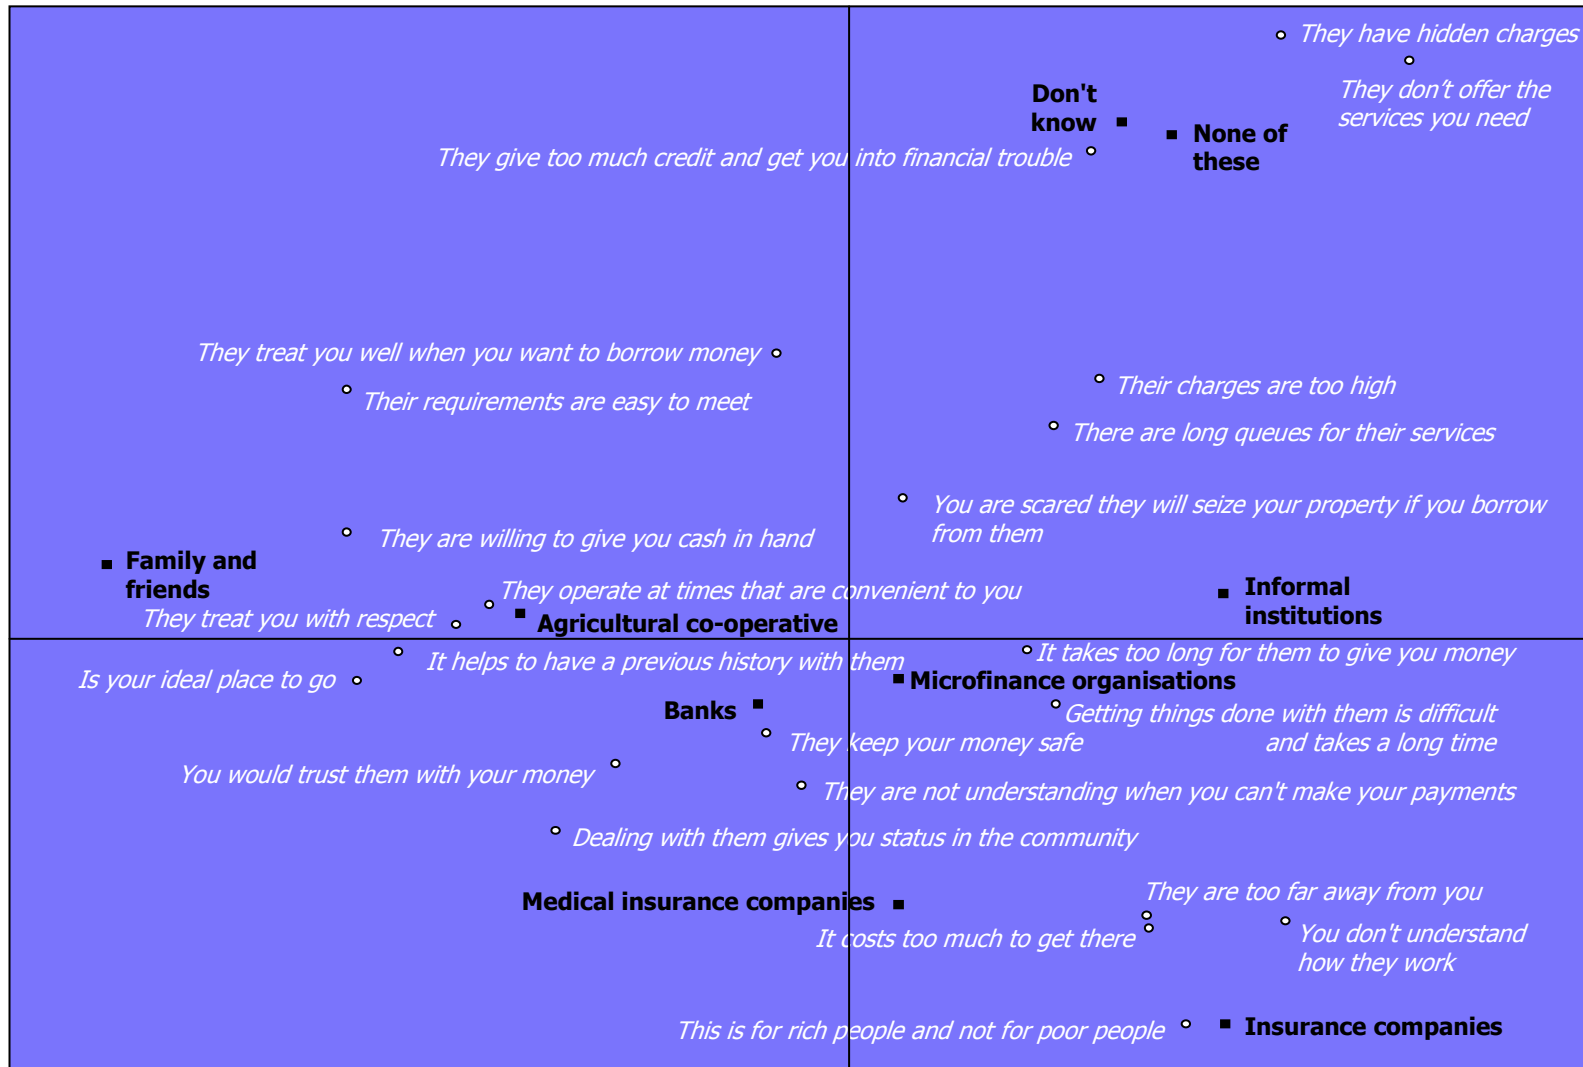 They have hidden charges
They don’t offer the
services you need
Don't
know
None of
these
They give too much credit and get you into financial trouble
They treat you well when you want to borrow money
Their requirements are easy to meet
Their charges are too high
There are long queues for their services
You are scared they will seize your property if you borrow
from them
They are willing to give you cash in hand
Family and
friends
They operate at times that are convenient to you
Informal
institutions
They treat you with respect
Agricultural co-operative
It helps to have a previous history with them
It takes too long for them to give you money
Is your ideal place to go
Microfinance organisations
Banks
Getting things done with them is difficult
and takes a long time
They keep your money safe
You would trust them with your money
They are not understanding when you can't make your payments
Dealing with them gives you status in the community
Medical insurance companies
They are too far away from you
It costs too much to get there
You don't understand
how they work
This is for rich people and not for poor people
Insurance companies